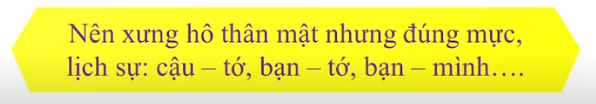 Nên xưng hô thân mật nhưng đúng mực,
lịch sự: cậu – tớ, bạn – tớ, bạn – mình….